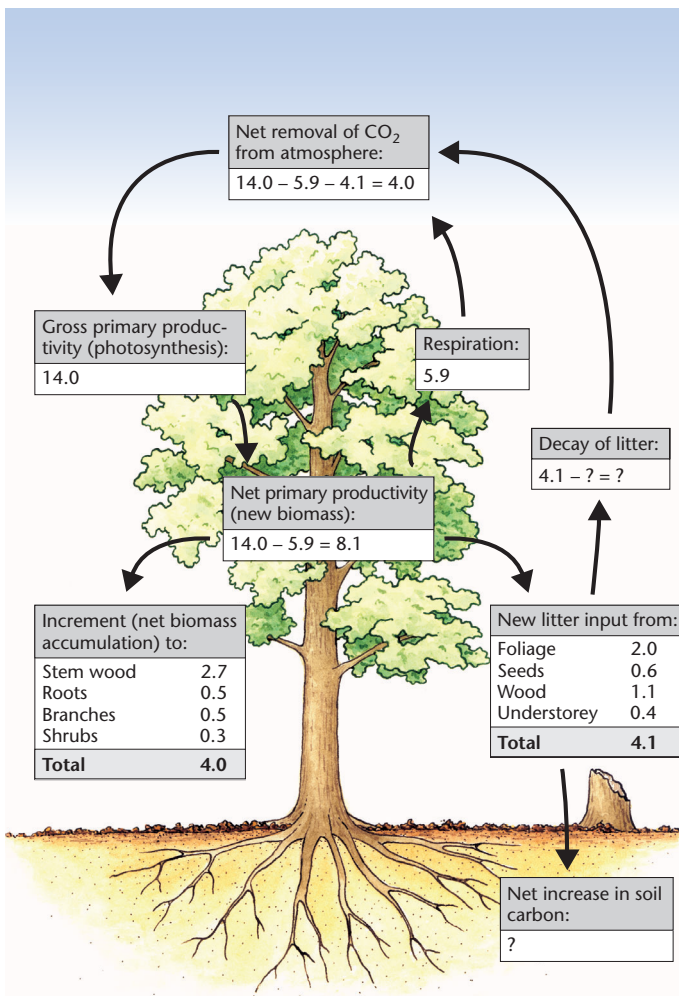 Net removal of CO₂
from atmosphere:
14.0 – 5.9 – 4.1 = 4.0
Gross primary produc-
tivity (photosynthesis):
14.0
Respiration:
5.9
Decay of litter:
4.1 – ? = ?
Net primary productivity
(new biomass):
14.0 – 5.9 = 8.1
Increment (net biomass
accumulation) to:
Stem wood 2.7
Roots 0.5
Branches 0.5
Shrubs 0.3
Total 4.0
New litter input from:
Foliage 2.0
Seeds 0.6
Wood 1.1
Understorey 0.4
Total 4.1
Net increase in soil
carbon:
?